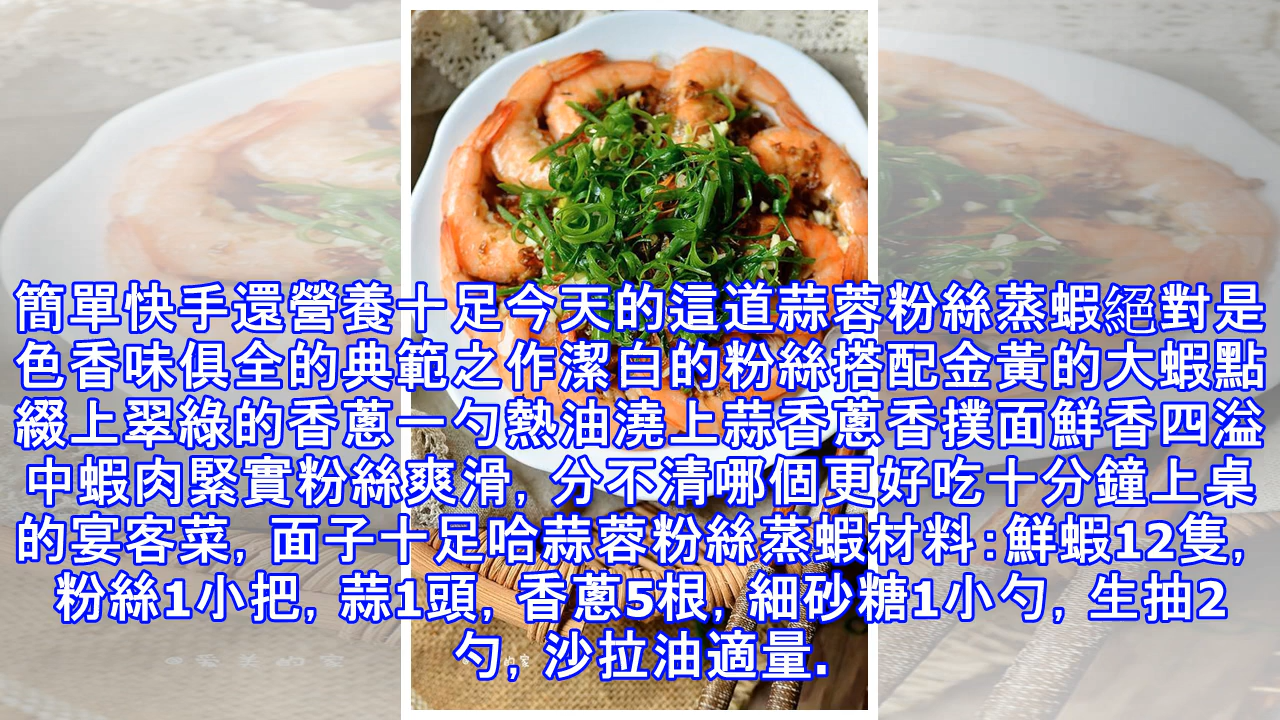 簡單快手還營養十足今天的這道蒜蓉粉絲蒸蝦絕對是
色香味俱全的典範之作潔白的粉絲搭配金黃的大蝦點
綴上翠綠的香蔥一勺熱油澆上蒜香蔥香撲面鮮香四溢
中蝦肉緊實粉絲爽滑, 分不清哪個更好吃十分鐘上桌
的宴客菜, 面子十足哈蒜蓉粉絲蒸蝦材料:鮮蝦12隻,
粉絲1小把, 蒜1頭, 香蔥5根, 細砂糖1小勺, 生抽2
勺, 沙拉油適量.